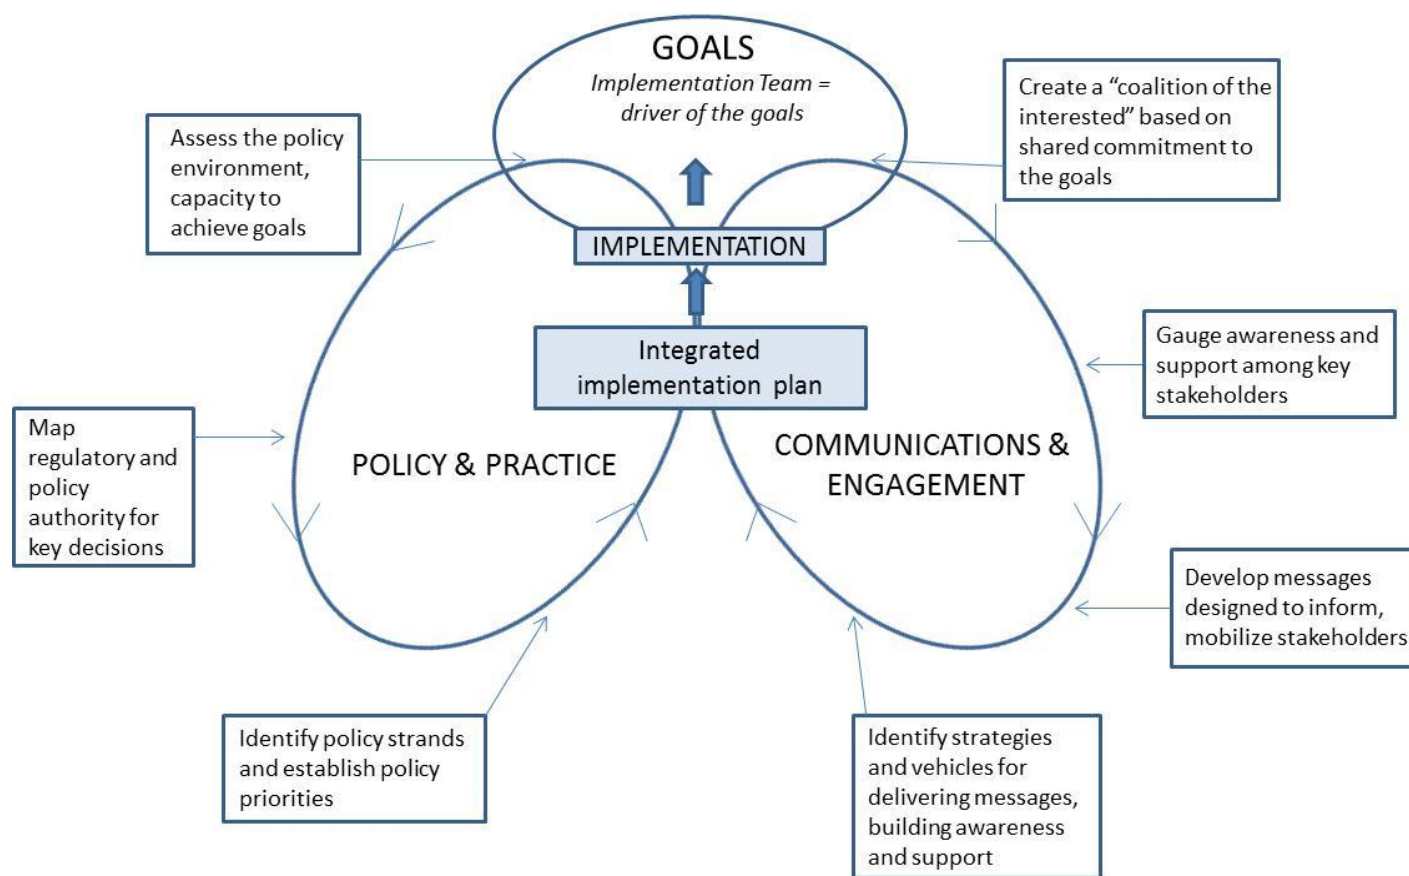 GOALS
Implementation Team =
driver of the goals
Assess the policy
environment,
capacity to
achieve goals
Create a “coalition of the
interested” based on
shared commitment to
the goals
IMPLEMENTATION
Integrated
implementation plan
Gauge awareness and
support among key
stakeholders
Map
regulatory and
policy
authority for
key decisions
POLICY & PRACTICE
COMMUNICATIONS &
ENGAGEMENT
Develop messages
designed to inform,
mobilize stakeholders
Identify policy strands
and establish policy
priorities
Identify strategies
and vehicles for
delivering messages,
building awareness
and support